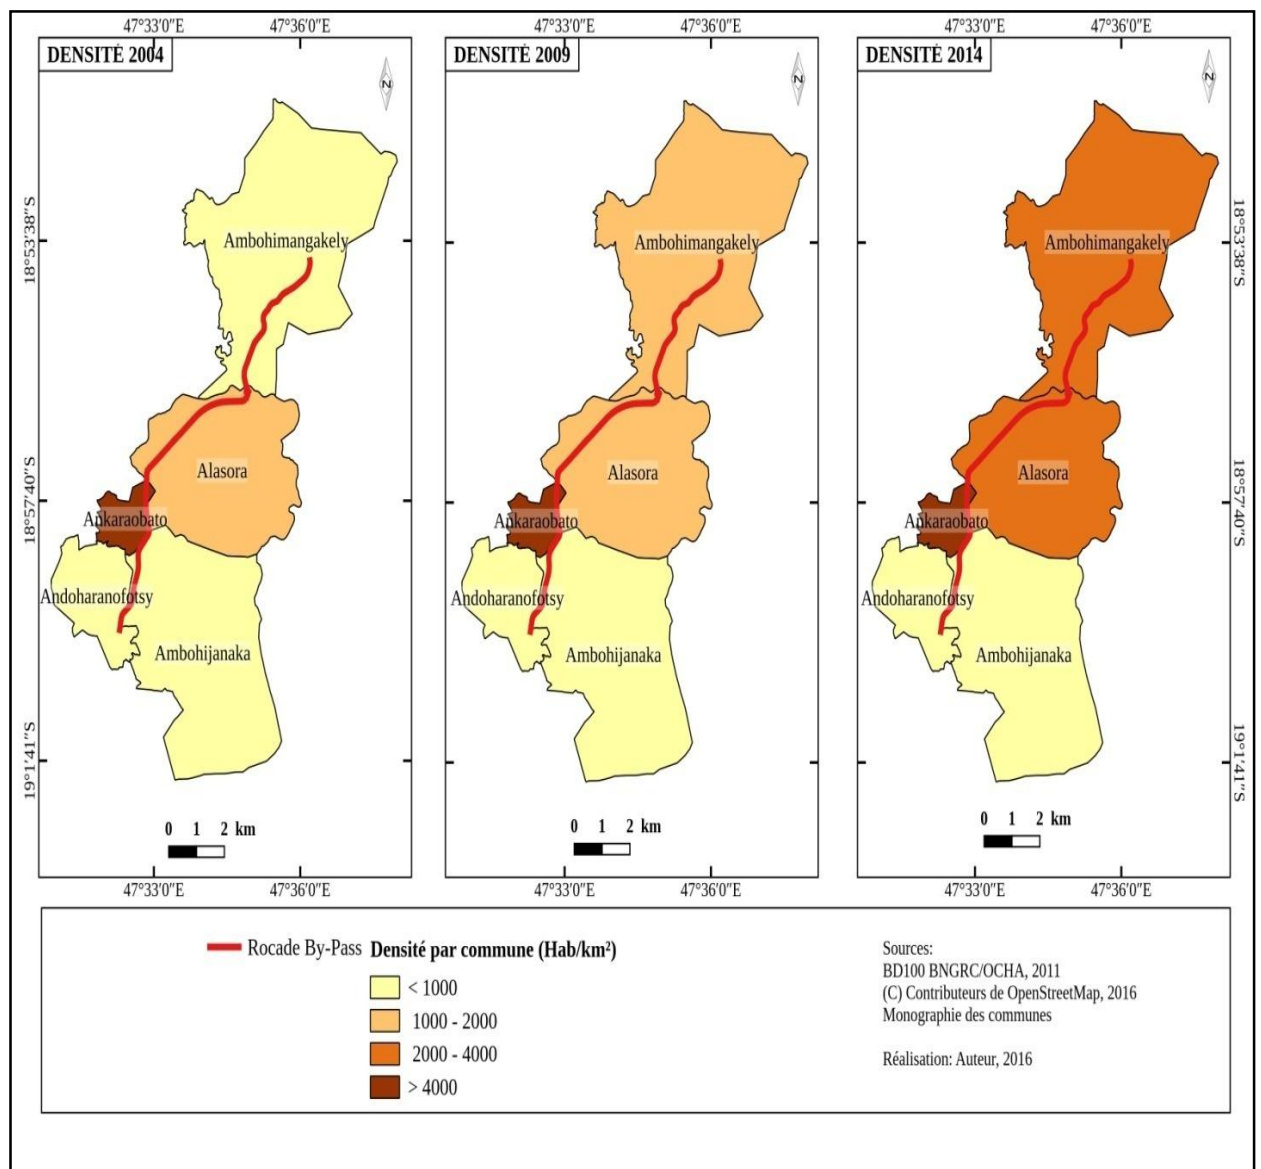 47°33′0″E 47°36′0″E 47°33′0″E 47°36′0″E 47°33′0″E 47°36′0″E
DENSITÉ 2004
N
18°53′38″S
Ambohimangakely
Alasora
18°57′40″S
Ankaraobato
Andoharanofotsy
Ambohijanaka
19°1′41″S
0 1 2 km
DENSITÉ 2009
N
Ambohimangakely
Alasora
Ankaraobato
Andoharanofotsy
Ambohijanaka
0 1 2 km
DENSITÉ 2014
N
Ambohimangakely
18°53′38″S
Alasora
18°57′40″S
Ankaraobato
Andoharanofotsy
Ambohijanaka
19°1′41″S
0 1 2 km
47°33′0″E 47°36′0″E 47°33′0″E 47°36′0″E 47°33′0″E 47°36′0″E
Rocade By-Pass
Densité par commune (Hab/km²)
< 1000
1000 - 2000
2000 - 4000
> 4000
Sources:
BD100 BNGRC/OCHA, 2011
(C) Contributeurs de OpenStreetMap, 2016
Monographie des communes
Réalisation: Auteur, 2016